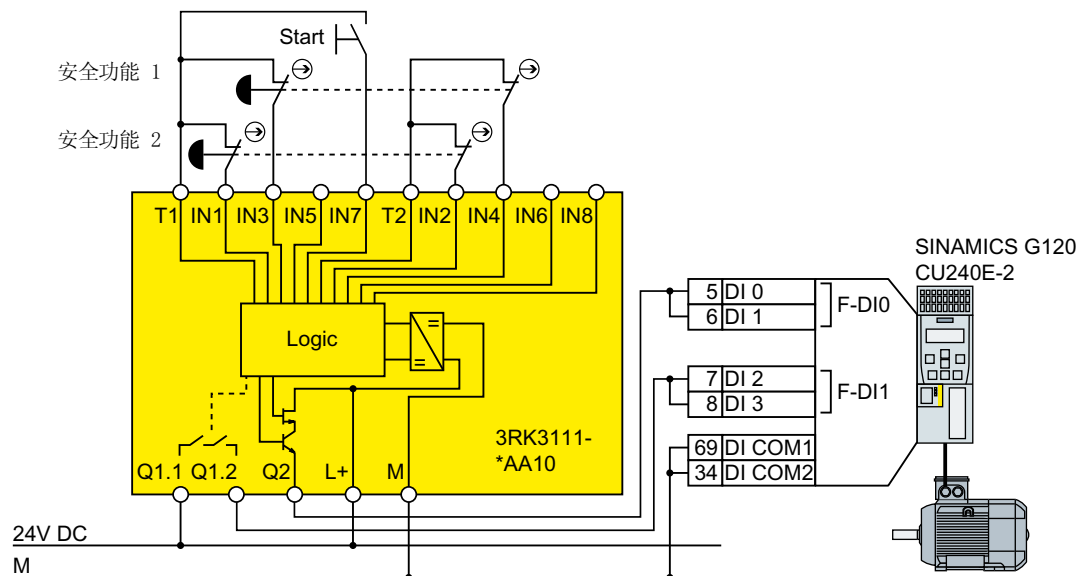 Start
安全功能 1
安全功能 2
T1 IN1 IN3 IN5 IN7 T2 IN2 IN4 IN6 IN8
SINAMICS G120
CU240E-2
5 DI 0
6 DI 1
F-DI0
Logic
=
=
7 DI 2
8 DI 3
F-DI1
3RK3111-
*AA10
69 DI COM1
34 DI COM2
Q1.1 Q1.2 Q2 L+ M
24V DC
M